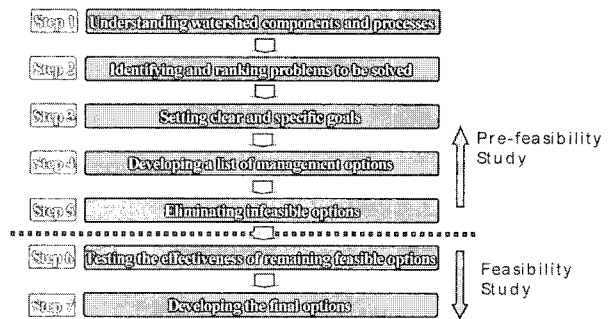 Step 1 Understanding watershed components and processes
Step 2 Identifying and ranking problems to be solved
Step 3 Setting clear and specific goals
Step 4 Developing a list of management options
Step 5 Eliminating infeasible options
Pre-feasibility
Study
Step 6 Testing the effectiveness of remaining feasible options
Step 7 Developing the final options
Feasibility
Study